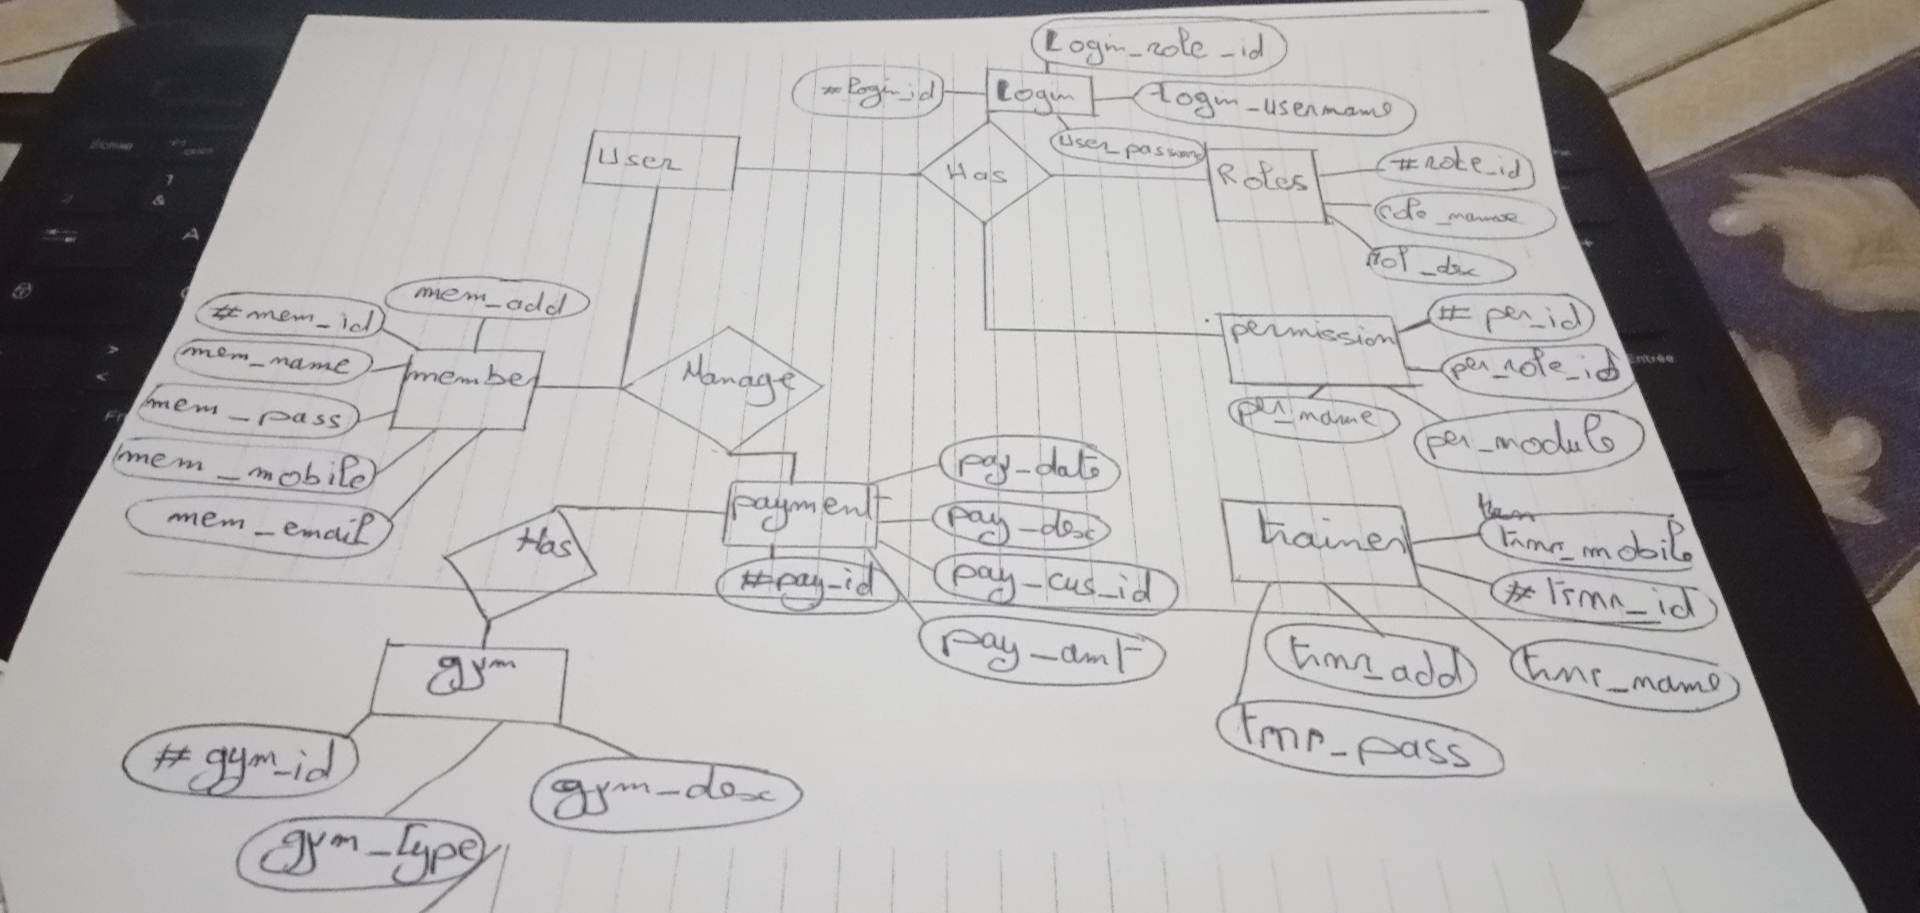 Login_role_id
#login_id
Login
Login_username
User
Has
Roles
#role_id
role_name
rol_desc
mem_add
#mem_id
mem_name
member
Manage
permission
#per_id
per_role_id
per_name
per_module
mem_pass
mem_mobile
mem_email
pay_date
payment
pay_desc
pay_cus_id
#pay_id
pay_amt
Has
trainer
trnr_mobile
#trnr_id
trnr_name
trnr_add
trnr_pass
gym
#gym_id
gym_desc
gym_type